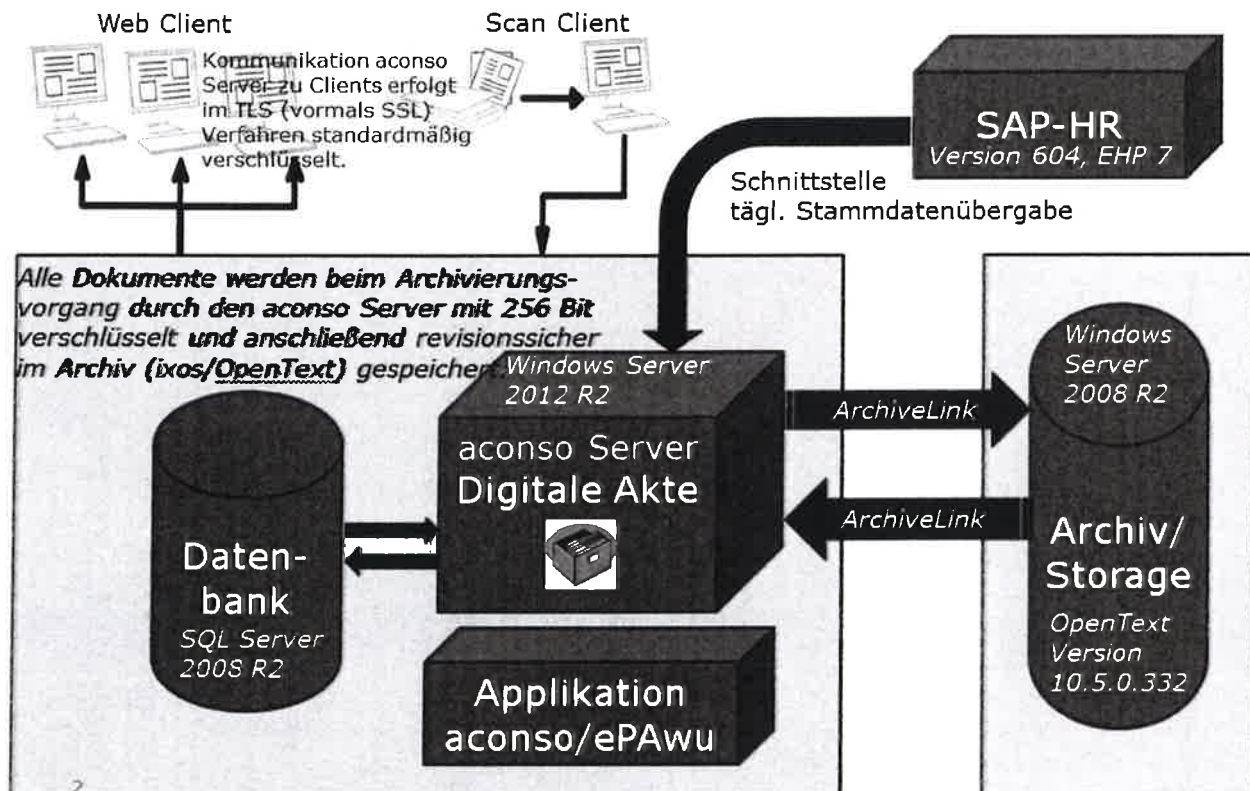 Web Client
Scan Client
Kommunikation aconso
Server zu Clients erfolgt
im TLS (vormals SSL)
Verfahren standardmäßig
verschlüsselt.
SAP-HR
Version 604, EHP 7
Schnittstelle
tägl. Stammdatenübergabe
Alle Dokumente werden beim Archivierungs-
vorgang durch den aconso Server mit 256 Bit
verschlüsselt und anschließend revisionssicher
im Archiv (ixos/OpenText) gespeichert.
Windows Server
2012 R2
aconso Server
Digitale Akte
ArchiveLink
ArchiveLink
Windows
Server
2008 R2
Archiv/
Storage
OpenText
Version
10.5.0.332
Daten-
bank
SQL Server
2008 R2
Applikation
aconso/ePAwu
2